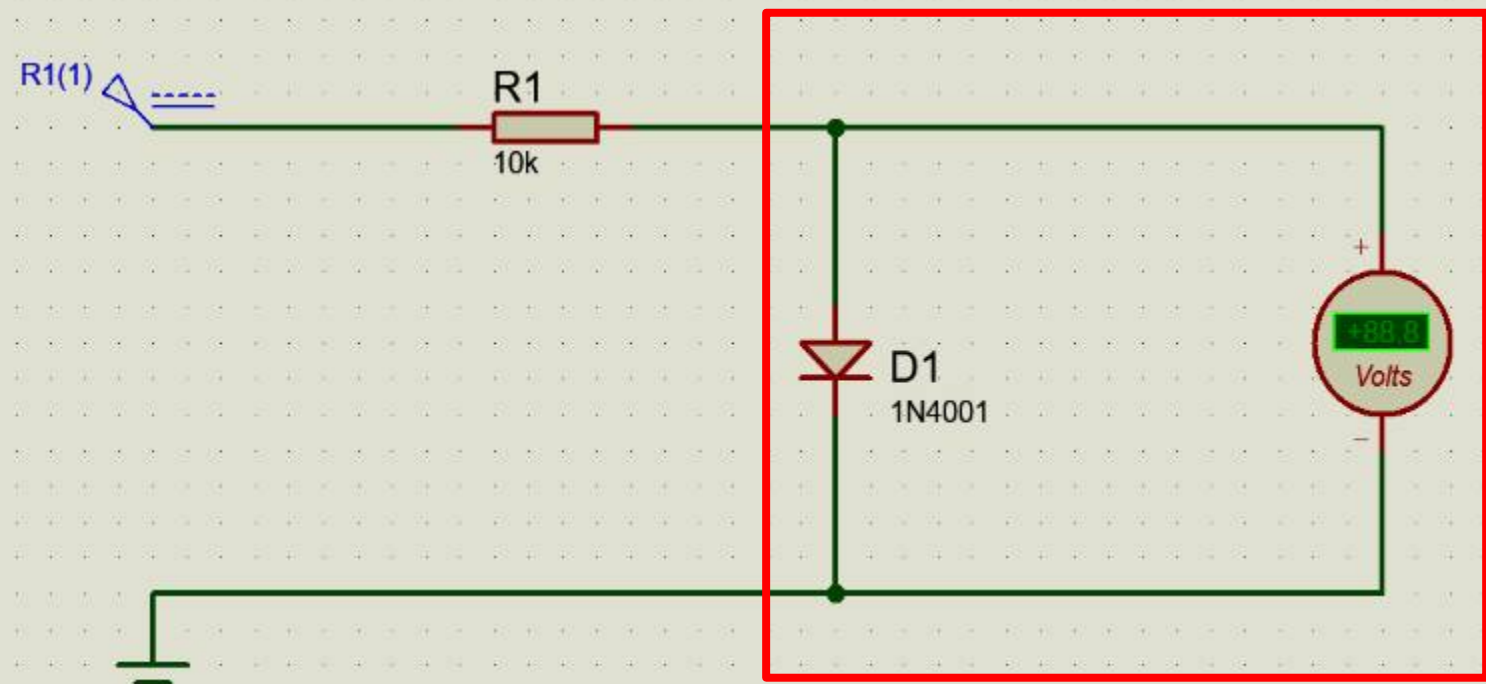 R1(1)
R1
10k
D1
1N4001
+
+88.8
Volts
−